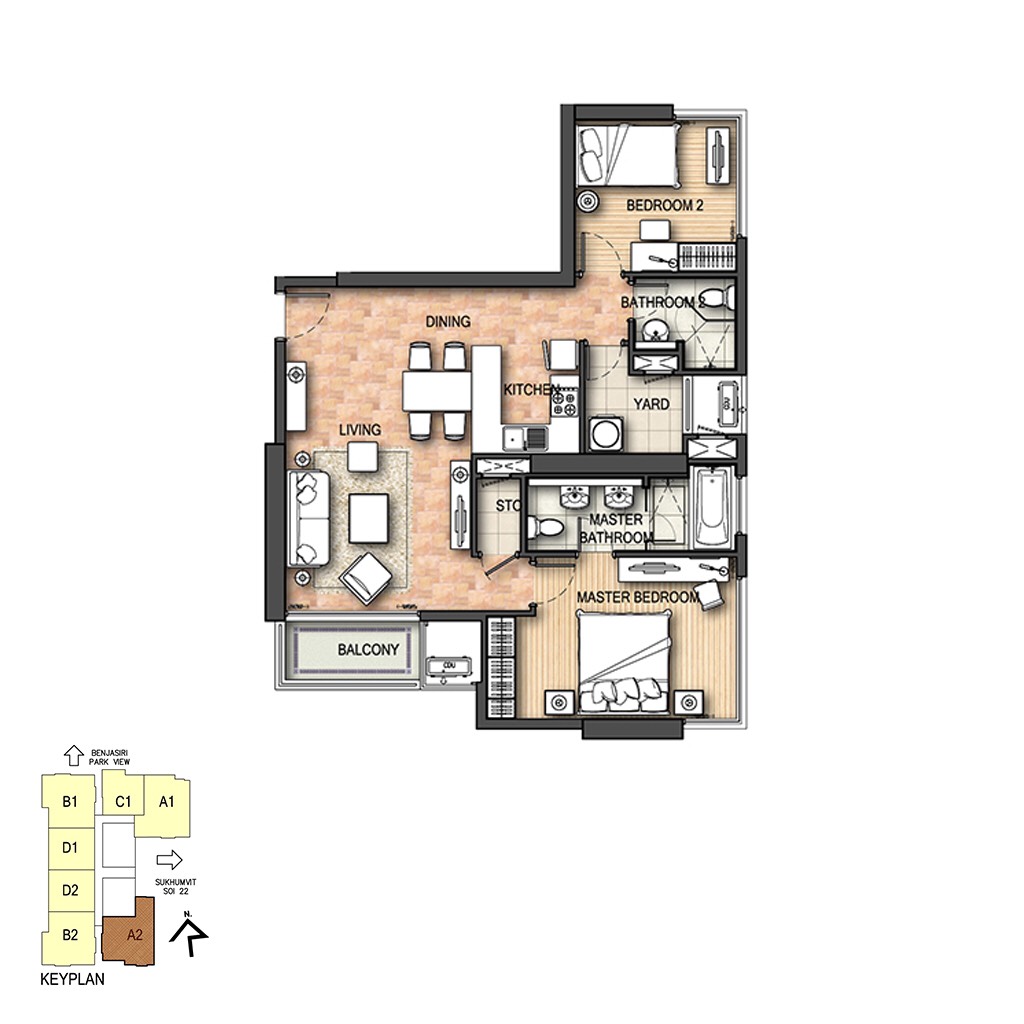 BEDROOM 2
BATHROOM 2
DINING
KITCHEN
YARD
CDU
LIVING
STO
MASTER
BATHROOM
MASTER BEDROOM
BALCONY
CDU
BENJASIRI
PARK VIEW
B1
C1
A1
D1
SUKHUMVIT
SOI 22
D2
N.
B2
A2
KEYPLAN